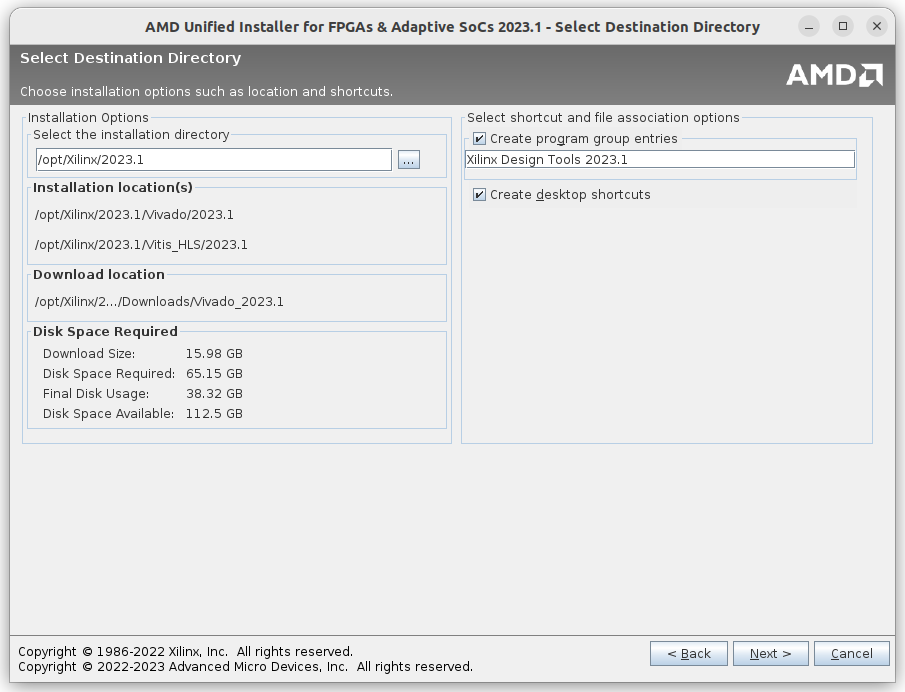 AMD Unified Installer for FPGAs & Adaptive SoCs 2023.1 - Select Destination Directory
Select Destination Directory
Choose installation options such as location and shortcuts.
AMD
Installation Options
Select the installation directory
/opt/Xilinx/2023.1
...
Installation location(s)
/opt/Xilinx/2023.1/Vivado/2023.1
/opt/Xilinx/2023.1/Vitis_HLS/2023.1
Download location
/opt/Xilinx/2.../Downloads/Vivado_2023.1
Disk Space Required
Download Size: 15.98 GB
Disk Space Required: 65.15 GB
Final Disk Usage: 38.32 GB
Disk Space Available: 112.5 GB
Select shortcut and file association options
Create program group entries
Xilinx Design Tools 2023.1
Create desktop shortcuts
Copyright © 1986-2022 Xilinx, Inc.  All rights reserved.
Copyright © 2022-2023 Advanced Micro Devices, Inc.  All rights reserved.
< Back
Next >
Cancel